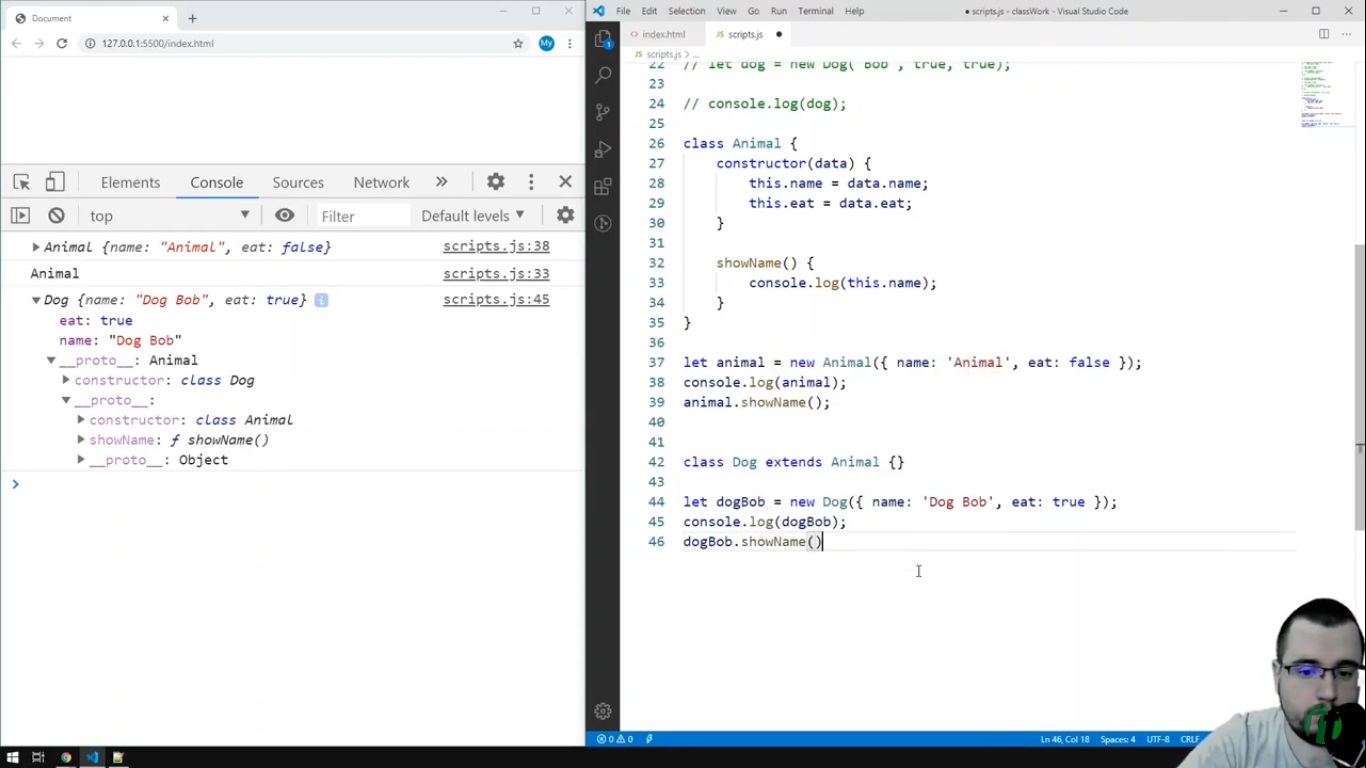 Document
127.0.0.1:5500/index.html
My
Elements Console Sources Network »
top Filter Default levels
Animal {name: "Animal", eat: false} scripts.js:38
Animal scripts.js:33
Dog {name: "Dog Bob", eat: true} i scripts.js:45
eat: true
name: "Dog Bob"
__proto__: Animal
constructor: class Dog
__proto__:
constructor: class Animal
showName: ƒ showName()
__proto__: Object
File Edit Selection View Go Run Terminal Help
● scripts.js - classWork - Visual Studio Code
1
<> index.html JS scripts.js ●
JS scripts.js > ...
22 // let dog = new Dog('Bob', true, true);
23
24 // console.log(dog);
25
26 class Animal {
27 constructor(data) {
28 this.name = data.name;
29 this.eat = data.eat;
30 }
31
32 showName() {
33 console.log(this.name);
34 }
35 }
36
37 let animal = new Animal({ name: 'Animal', eat: false });
38 console.log(animal);
39 animal.showName();
40
41
42 class Dog extends Animal {}
43
44 let dogBob = new Dog({ name: 'Dog Bob', eat: true });
45 console.log(dogBob);
46 dogBob.showName()
0 0 Ln 46, Col 18 Spaces: 4 UTF-8 CRLF